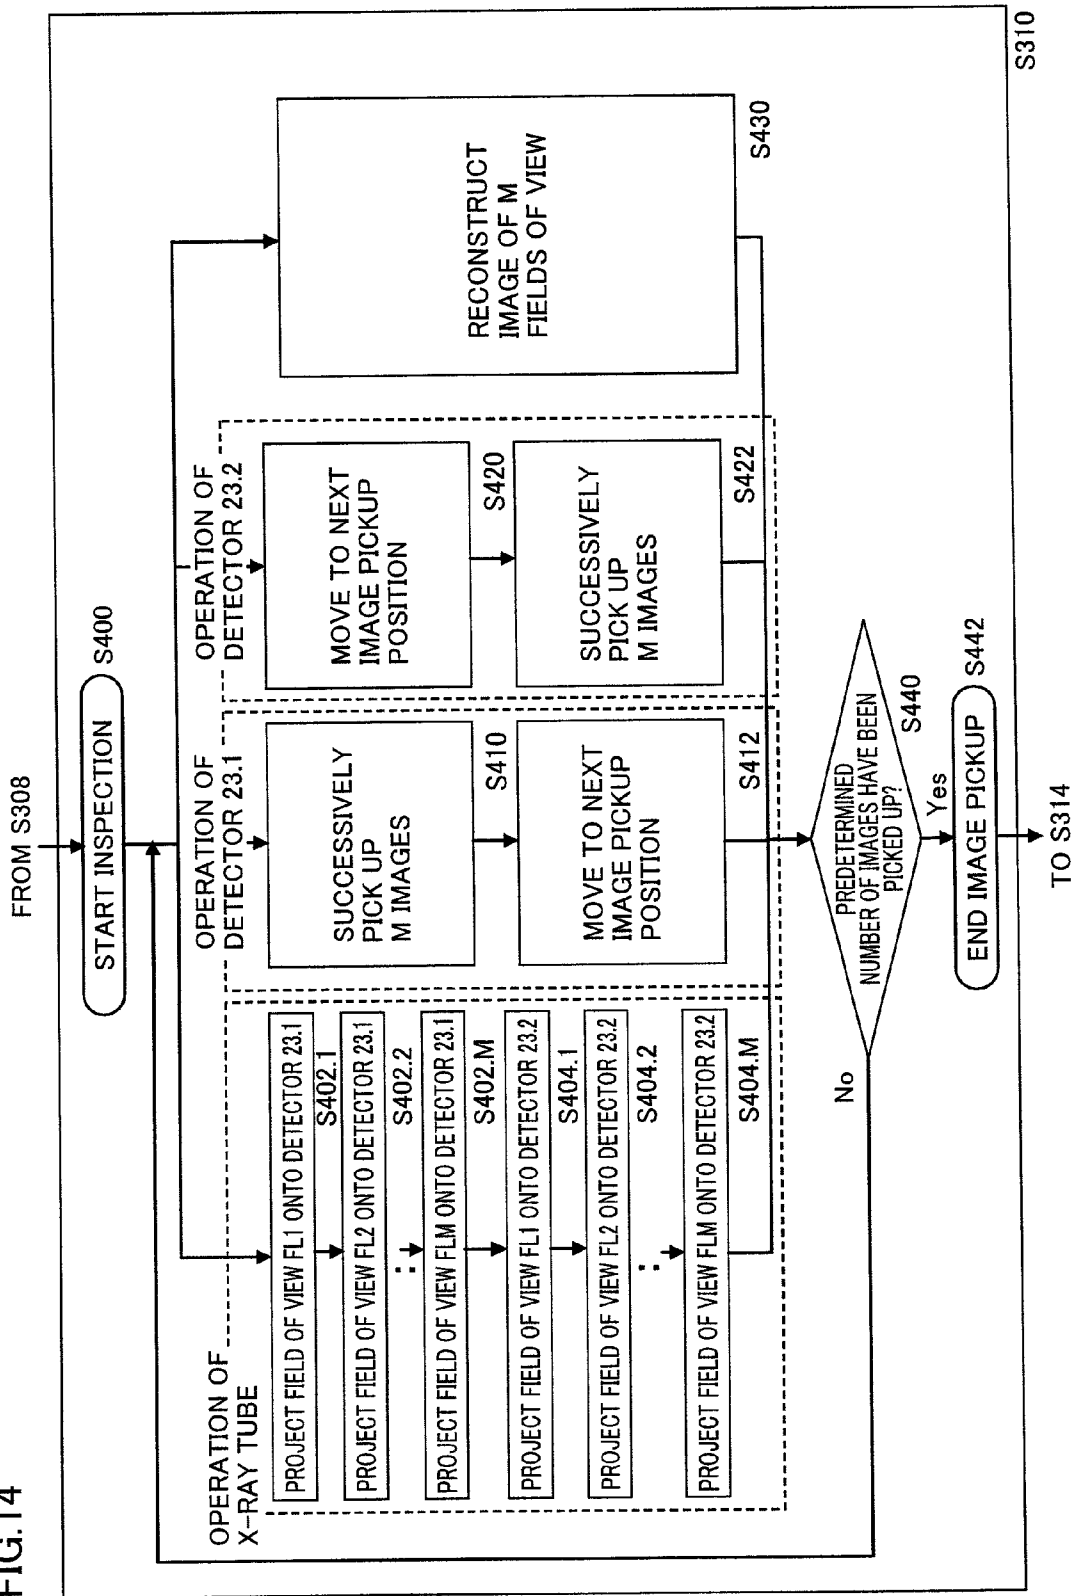 FIG.14
FROM S308
START INSPECTION
S400
OPERATION OF
X-RAY TUBE
PROJECT FIELD OF VIEW FL1 ONTO DETECTOR 23.1
S402.1
PROJECT FIELD OF VIEW FL2 ONTO DETECTOR 23.1
S402.2
PROJECT FIELD OF VIEW FLM ONTO DETECTOR 23.1
S402.M
PROJECT FIELD OF VIEW FL1 ONTO DETECTOR 23.2
S404.1
PROJECT FIELD OF VIEW FL2 ONTO DETECTOR 23.2
S404.2
PROJECT FIELD OF VIEW FLM ONTO DETECTOR 23.2
S404.M
OPERATION OF
DETECTOR 23.1
SUCCESSIVELY
PICK UP
M IMAGES
S410
MOVE TO NEXT
IMAGE PICKUP
POSITION
S412
OPERATION OF
DETECTOR 23.2
MOVE TO NEXT
IMAGE PICKUP
POSITION
S420
SUCCESSIVELY
PICK UP
M IMAGES
S422
RECONSTRUCT
IMAGE OF M
FIELDS OF VIEW
S430
PREDETERMINED
NUMBER OF IMAGES HAVE BEEN
PICKED UP?
S440
No
Yes
END IMAGE PICKUP
S442
TO S314
S310